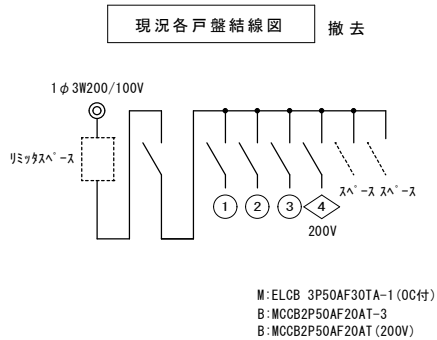 現況各戸盤結線図 撤去
1φ3W200/100V
ﾘﾐｯﾀｽﾍﾟｰｽ
ｽﾍﾟｰｽ ｽﾍﾟｰｽ
1 2 3 4
200V
M:ELCB 3P50AF30TA-1(OC付)
B:MCCB2P50AF20AT-3
B:MCCB2P50AF20AT(200V)